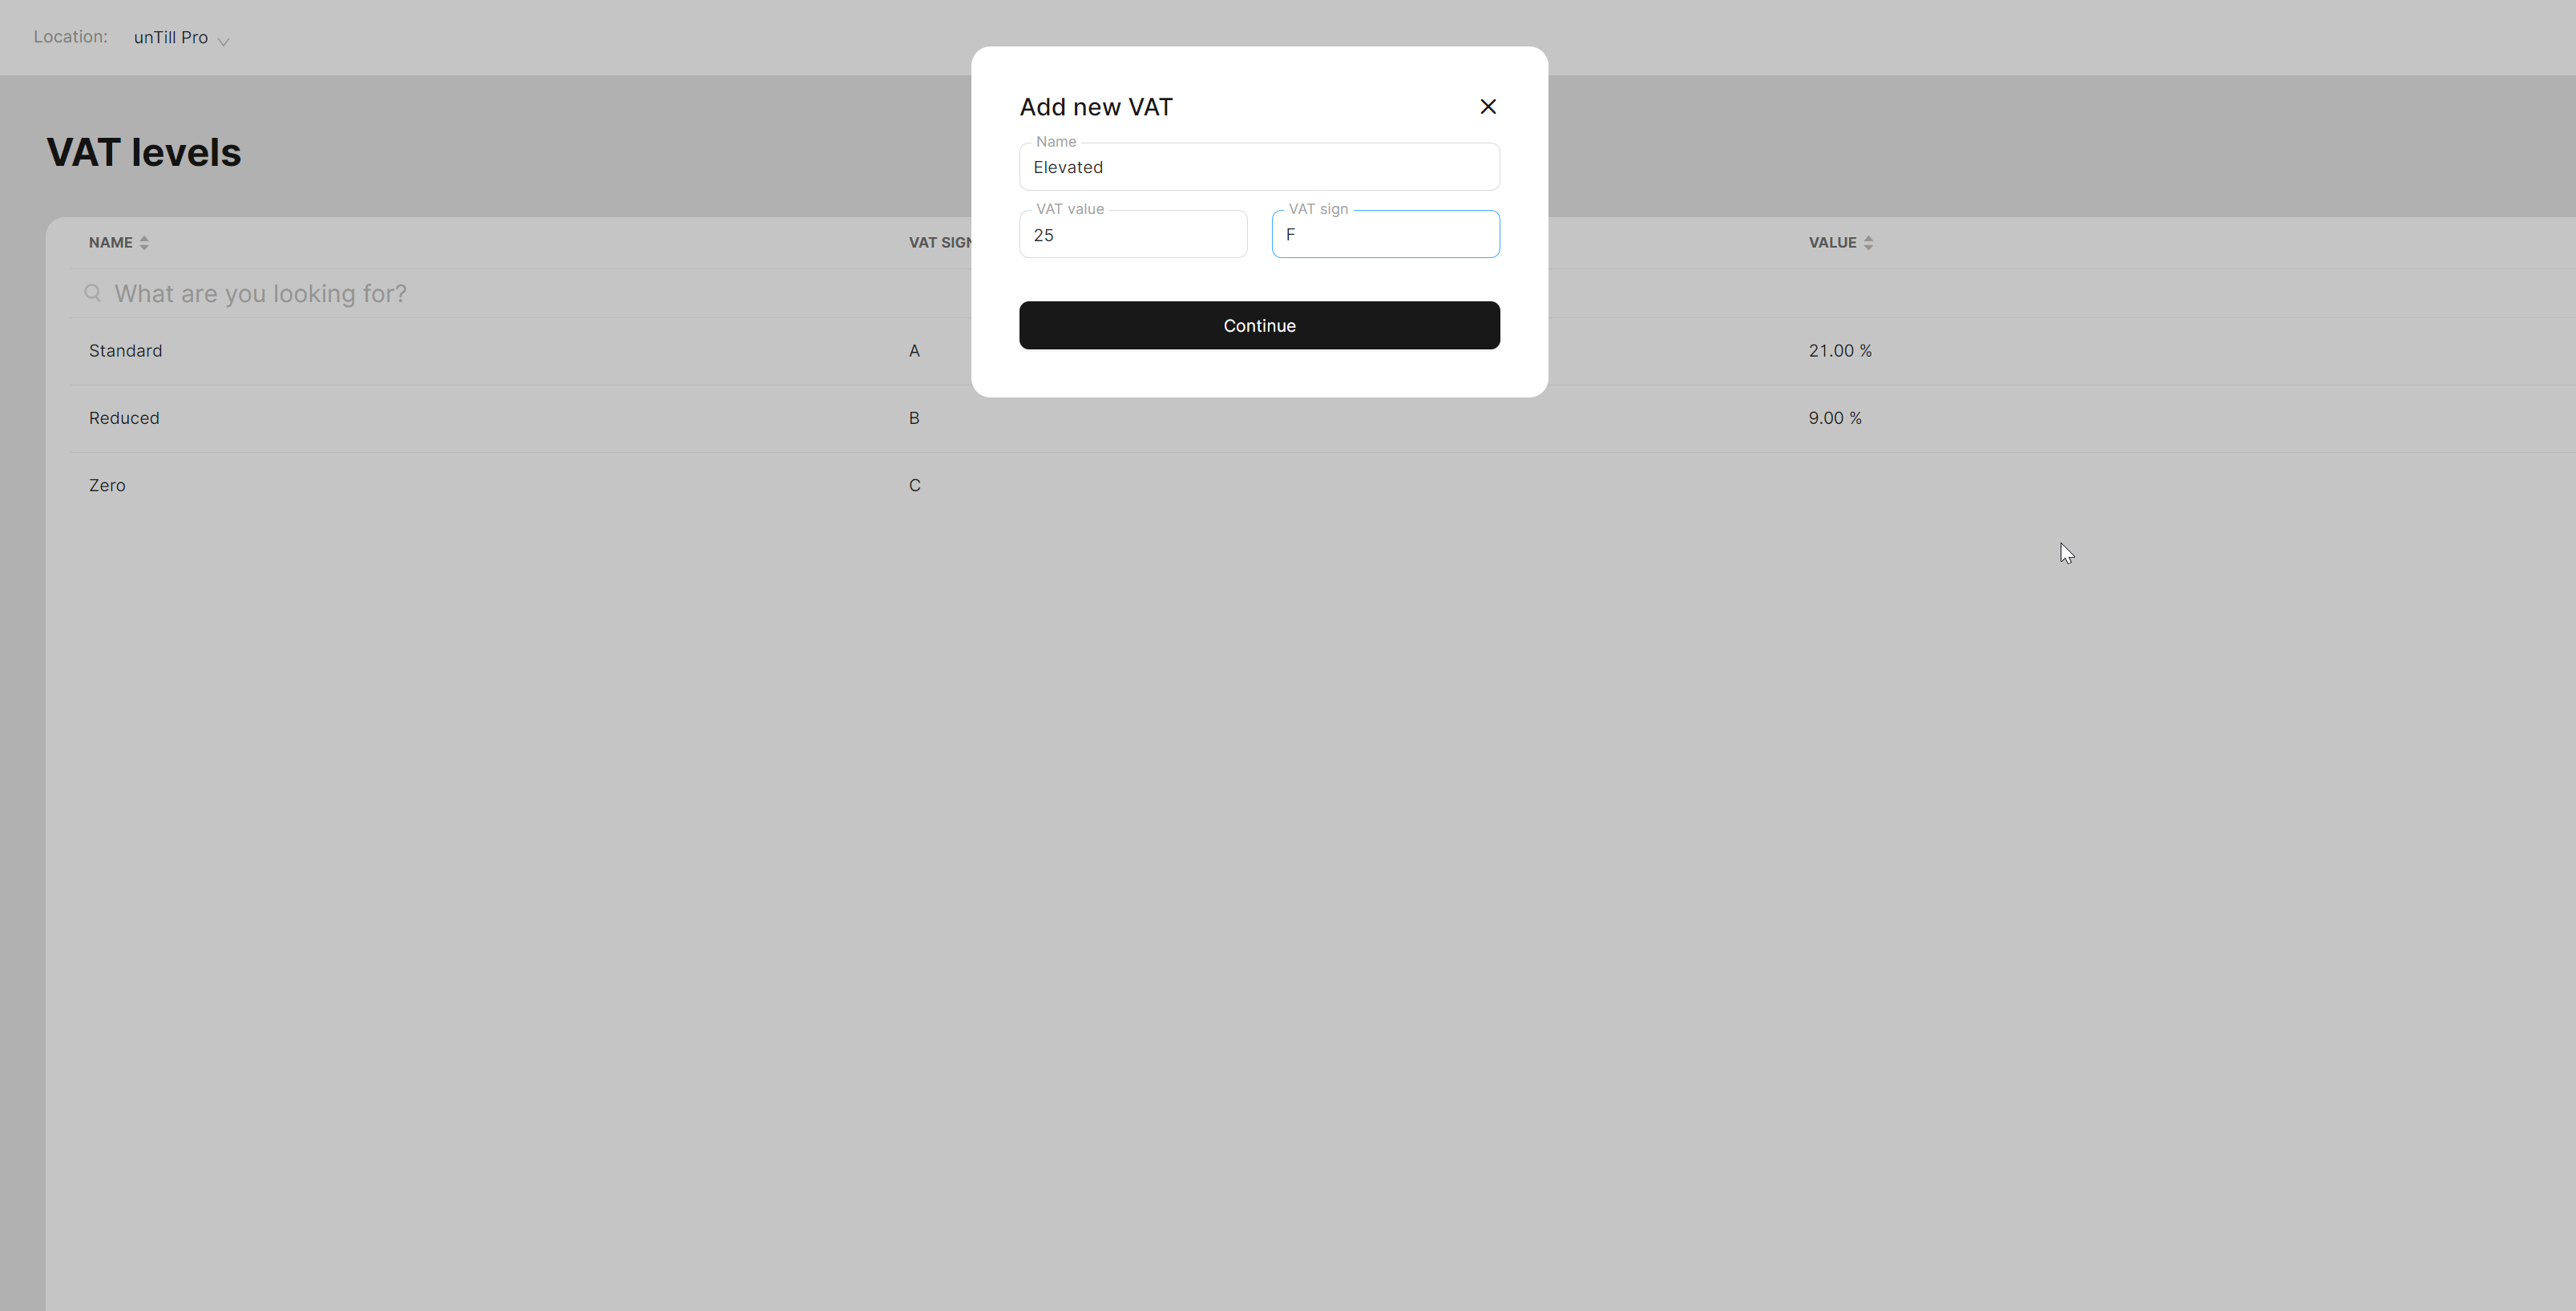 Location: unTill Pro
Add new VAT
Name
Elevated
VAT value
25
VAT sign
F
Continue
VAT levels
NAME VAT SIGN VALUE
What are you looking for?
Standard A 21.00 %
Reduced B 9.00 %
Zero C